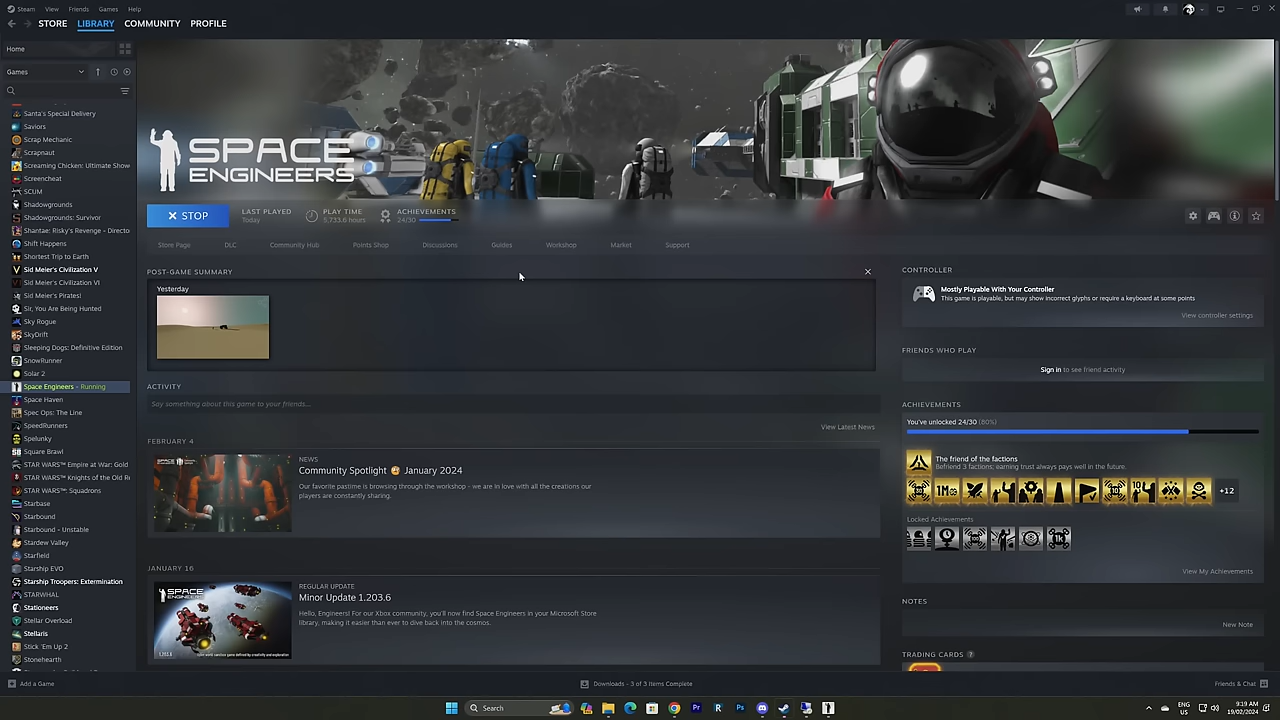 Steam View Friends Games Help
STORE LIBRARY COMMUNITY PROFILE
Home
Games
Santa's Special Delivery
Saviors
Scrap Mechanic
Scrapnaut
Screaming Chicken: Ultimate Show
Screencheat
SCUM
Shadowgrounds
Shadowgrounds: Survivor
Shantae: Risky's Revenge - Directo
Shift Happens
Shortest Trip to Earth
Sid Meier's Civilization V
Sid Meier's Civilization VI
Sid Meier's Pirates!
Sir, You Are Being Hunted
Sky Rogue
SkyDrift
Sleeping Dogs: Definitive Edition
SnowRunner
Solar 2
Space Engineers - Running
Space Haven
Spec Ops: The Line
SpeedRunners
Spelunky
Square Brawl
STAR WARS™ Empire at War: Gold
STAR WARS™ Knights of the Old R
STAR WARS™: Squadrons
Starbase
Starbound
Starbound - Unstable
Stardew Valley
Starfield
Starship EVO
Starship Troopers: Extermination
STARWHAL
Stationeers
Stellar Overload
Stellaris
Stick 'Em Up 2
Stonehearth
Add a Game
SPACE
ENGINEERS
STOP
LAST PLAYED
Today
PLAY TIME
5,733.6 hours
ACHIEVEMENTS
24/30
Store Page DLC Community Hub Points Shop Discussions Guides Workshop Market Support
POST-GAME SUMMARY
Yesterday
ACTIVITY
Say something about this game to your friends...
View Latest News
FEBRUARY 4
NEWS
Community Spotlight 🥰 January 2024
Our favorite pastime is browsing through the workshop - we are in love with all the creations our
players are constantly sharing.
JANUARY 16
SPACE
ENGINEERS
REGULAR UPDATE
Minor Update 1.203.6
Hello, Engineers! For our Xbox community, you'll now find Space Engineers in your Microsoft Store
library, making it easier than ever to dive back into the cosmos.
CONTROLLER
Mostly Playable With Your Controller
This game is playable, but may show incorrect glyphs or require a keyboard at some points
View controller settings
FRIENDS WHO PLAY
Sign in to see friend activity
ACHIEVEMENTS
You've unlocked 24/30 (80%)
The friend of the factions
Befriend 3 factions; earning trust always pays well in the future.
+12
Locked Achievements
View My Achievements
NOTES
New Note
TRADING CARDS ?
Downloads - 3 of 3 Items Complete
Friends & Chat
Search
ENG
US
9:19 AM
19/02/2024